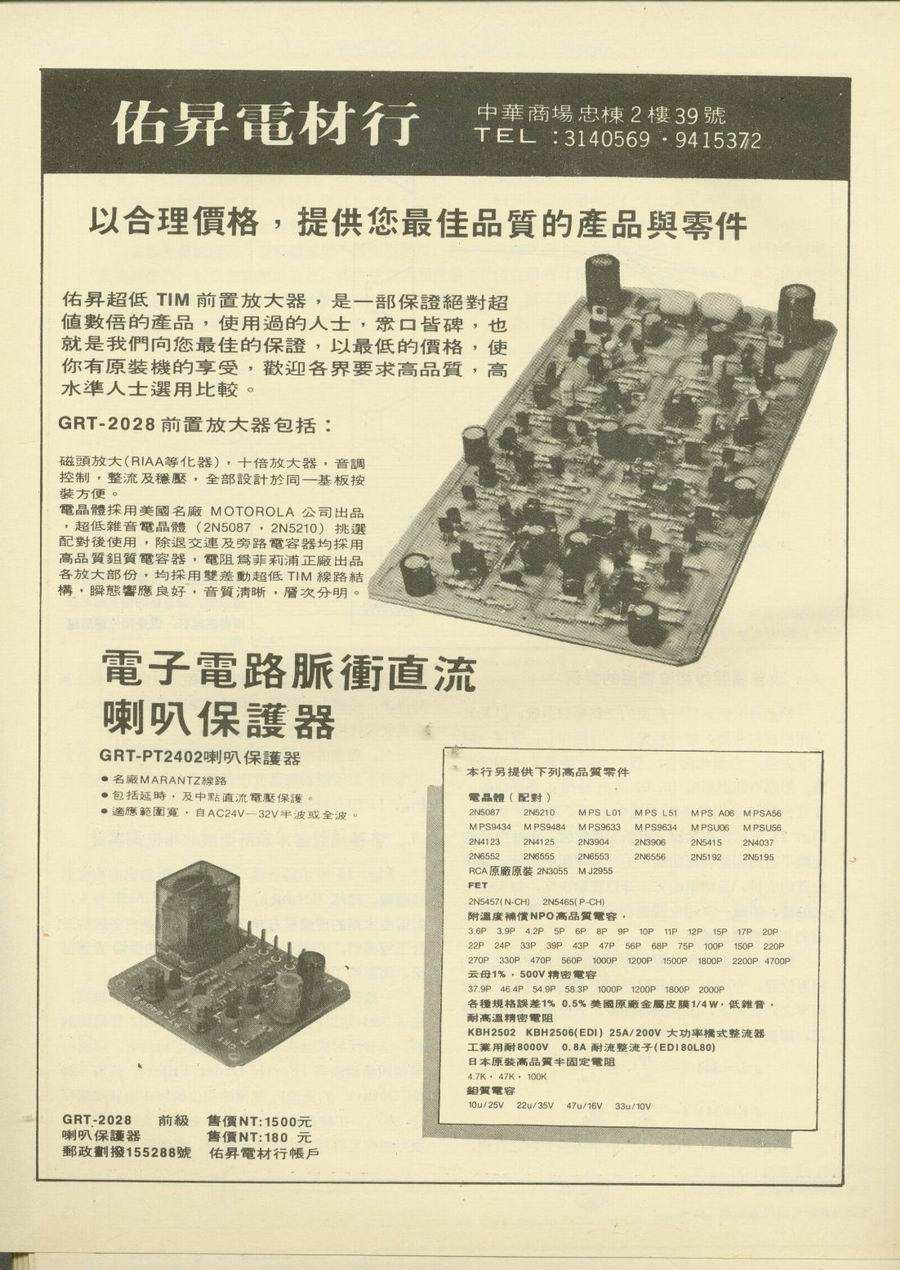 佑昇電材行
中華商場忠棟2樓39號
TEL:3140569・9415372
以合理價格，提供您最佳品質的產品與零件
佑昇超低 TIM 前置放大器，是一部保證絕對超
值數倍的產品，使用過的人士，衆口皆碑，也
就是我們向您最佳的保證，以最低的價格，使
你有原裝機的享受，歡迎各界要求高品質，高
水準人士選用比較。
GRT-2028 前置放大器包括：
磁頭放大(RIAA等化器)，十倍放大器，音調
控制，整流及穩壓，全部設計於同一基板按
裝方便。
電晶體採用美國名廠 MOTOROLA 公司出品
，超低雜音電晶體（2N5087，2N5210）挑選
配對後使用，除退交連及旁路電容器均採用
高品質鉭質電容器，電阻爲菲莉浦正廠出品
各放大部份，均採用雙差動超低 TIM 線路結
構，瞬態響應良好，音質清晰，層次分明。
電子電路脈衝直流
喇叭保護器
GRT-PT2402喇叭保護器
●名廠MARANTZ線路
●包括延時，及中點直流電壓保護。
●適應範圍寬，自AC24V—32V半波或全波。
本行另提供下列高品質零件
電晶體（配對）
2N5087 2N5210 MPS L01 MPS L51 MPS A06 MPSA56
MPS9434 MPS9484 MPS9633 MPS9634 MPSU06 MPSU56
2N4123 2N4125 2N3904 2N3906 2N5415 2N4037
2N6552 2N6555 2N6553 2N6556 2N5192 2N5195
RCA 原廠原裝 2N3055 MJ2955
FET
2N5457(N-CH) 2N5465(P-CH)
附溫度補償NPO高品質電容，
3.6P 3.9P 4.2P 5P 6P 8P 9P 10P 11P 12P 15P 17P 20P
22P 24P 33P 39P 43P 47P 56P 68P 75P 100P 150P 220P
270P 330P 470P 560P 1000P 1200P 1500P 1800P 2200P 4700P
云母1%，500V 精密電容
37.9P 46.4P 54.9P 58.3P 1000P 1200P 1800P 2000P
各種規格誤差1% 0.5% 美國原廠金屬皮膜1/4W，低雜音，
耐高溫精密電阻
KBH2502 KBH2506(EDI) 25A/200V 大功率橋式整流器
工業用耐8000V 0.8A 耐流整流子(EDI80L80)
日本原裝高品質半固定電阻
4.7K，47K，100K
鉭質電容
10u/25V 22u/35V 47u/16V 33u/10V
GRT-2028 前級 售價NT:1500元
喇叭保護器 售價NT:180 元
郵政劃撥155288號 佑昇電材行帳戶